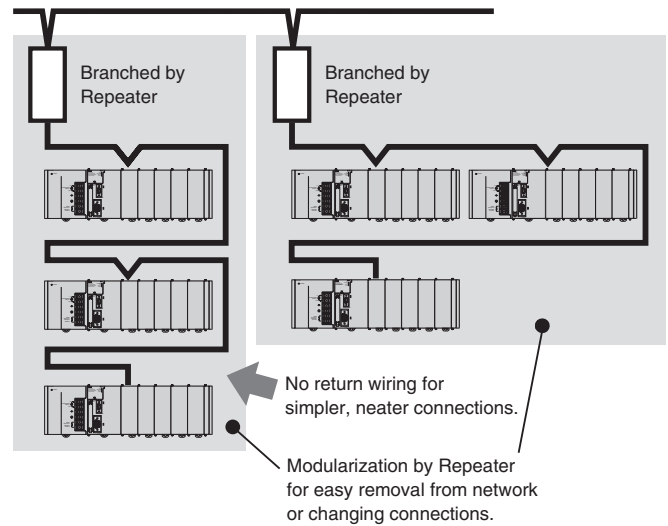 Branched by
Repeater
Branched by
Repeater
No return wiring for
simpler, neater connections.
Modularization by Repeater
for easy removal from network
or changing connections.